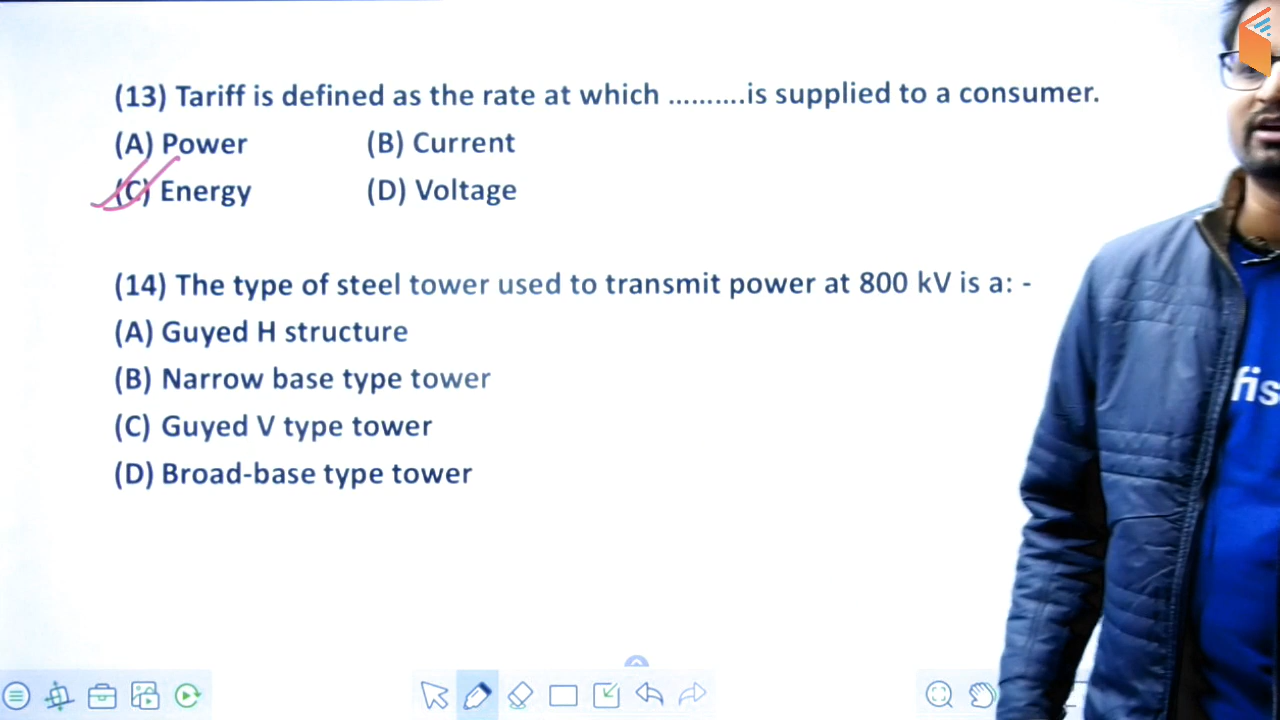 (13) Tariff is defined as the rate at which ..........is supplied to a consumer.
(A) Power (B) Current
(C) Energy (D) Voltage
(14) The type of steel tower used to transmit power at 800 kV is a: -
(A) Guyed H structure
(B) Narrow base type tower
(C) Guyed V type tower
(D) Broad-base type tower
fis